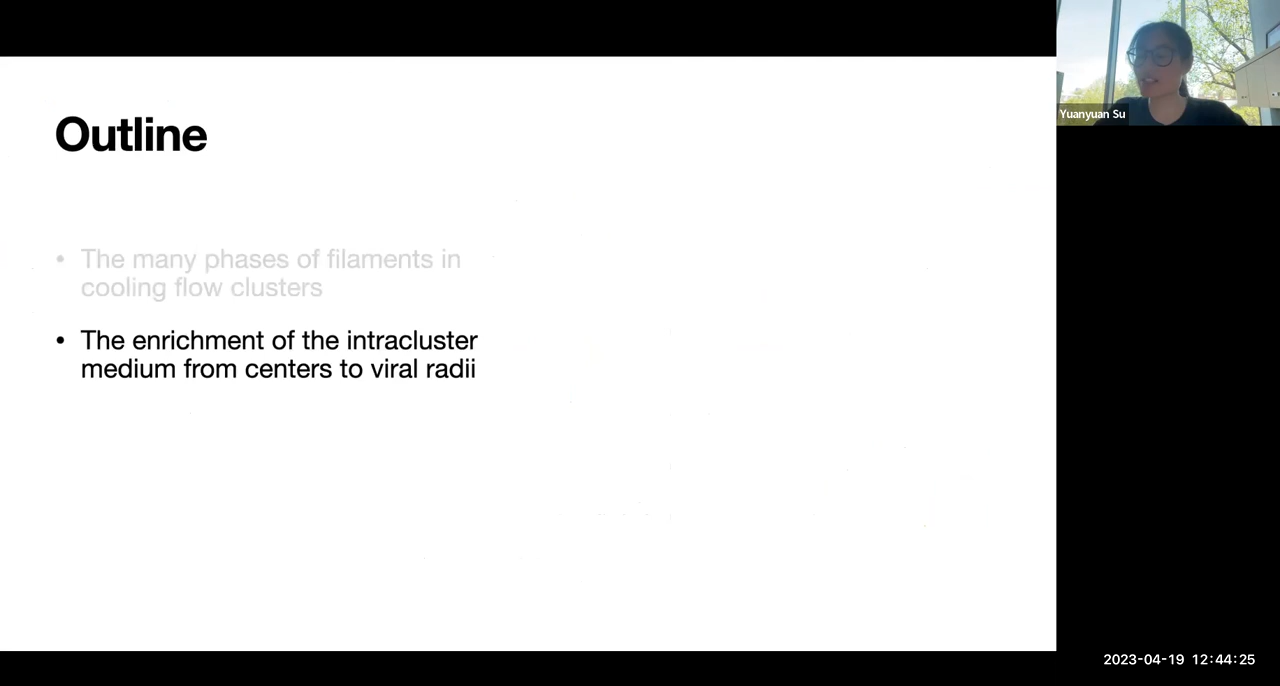 Outline
• The many phases of filaments in
cooling flow clusters
• The enrichment of the intracluster
medium from centers to viral radii
Yuanyuan Su
2023-04-19 12:44:25